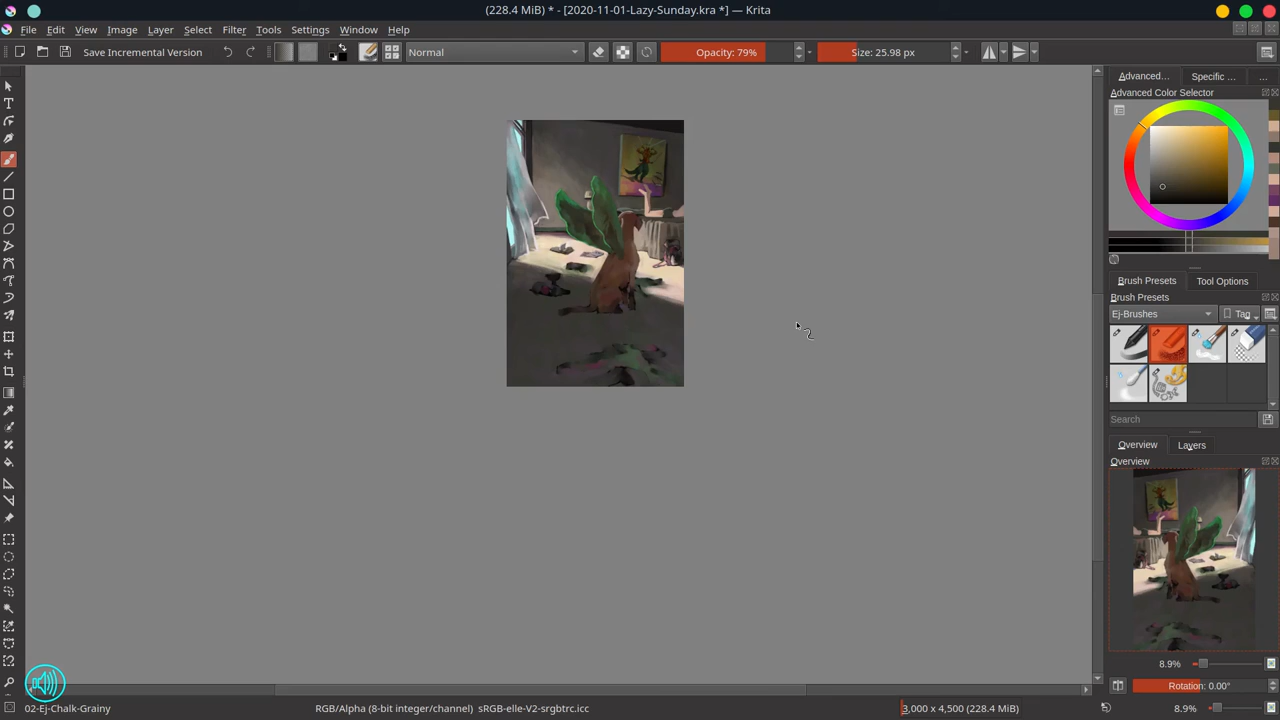 (228.4 MiB) * - [2020-11-01-Lazy-Sunday.kra *] — Krita
File Edit View Image Layer Select Filter Tools Settings Window Help
Save Incremental Version Normal Opacity: 79% Size: 25.98 px
Advanced... Specific ... ...
Advanced Color Selector
Brush Presets Tool Options
Brush Presets
Ej-Brushes Tag
Search
Overview Layers
Overview
8.9%
Rotation: 0.00°
02-Ej-Chalk-Grainy RGB/Alpha (8-bit integer/channel) sRGB-elle-V2-srgbtrc.icc 3,000 x 4,500 (228.4 MiB) 8.9%